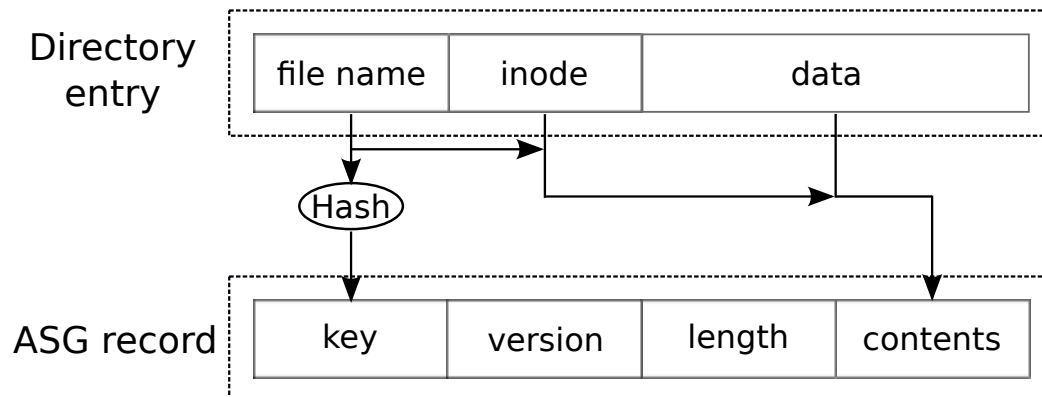 Directory
entry
file name
inode
data
Hash
ASG record
key
version
length
contents